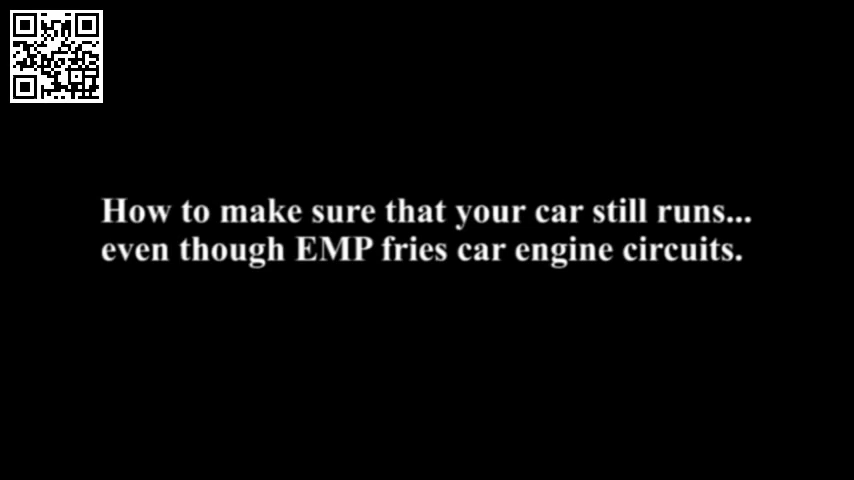 How to make sure that your car still runs...
even though EMP fries car engine circuits.